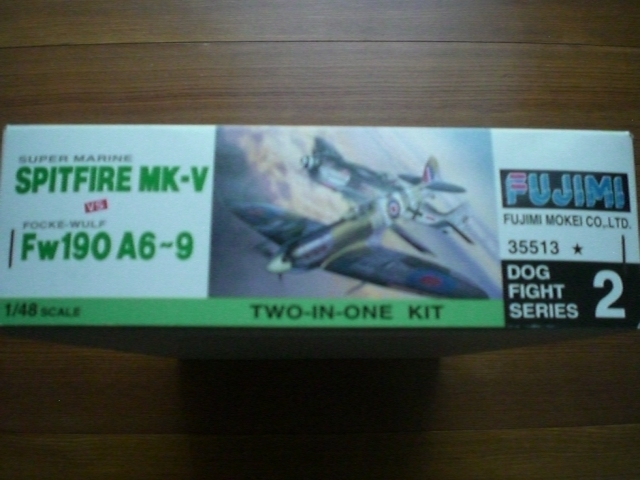 SUPER MARINE
SPITFIRE MK-V
VS
FOCKE-WULF
Fw190 A6~9
1/48 SCALE
TWO-IN-ONE KIT
FUJIMI
FUJIMI MOKEI CO.,LTD.
35513 ★
DOG
FIGHT
SERIES 2